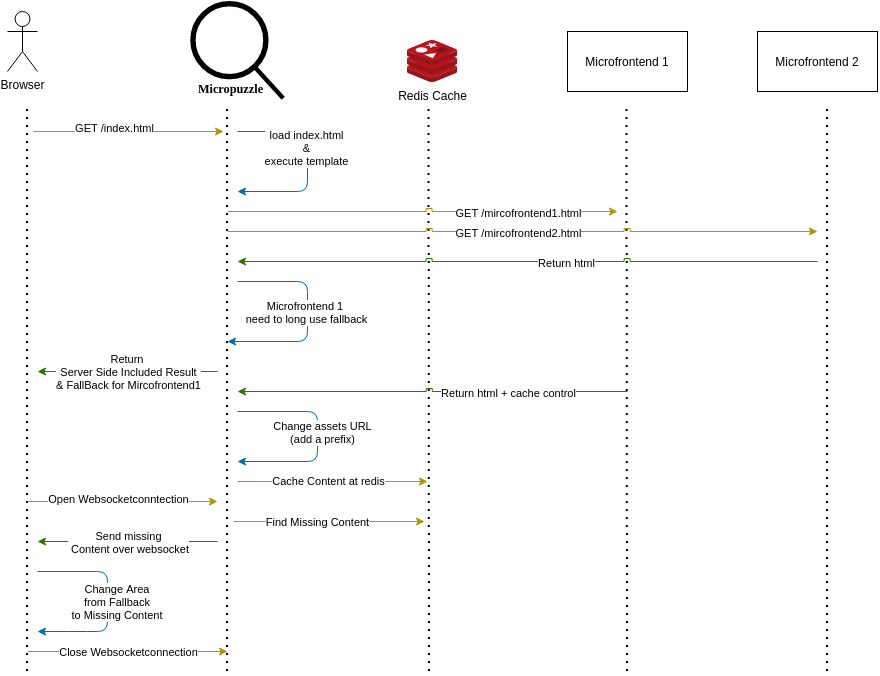 Browser
Micropuzzle
Redis Cache
Microfrontend 1
Microfrontend 2
GET /index.html
load index.html
&
execute template
GET /mircofrontend1.html
GET /mircofrontend2.html
Return html
Microfrontend 1
need to long use fallback
Return
Server Side Included Result
& FallBack for Mircofrontend1
Return html + cache control
Change assets URL
(add a prefix)
Cache Content at redis
Open Websocketconntection
Find Missing Content
Send missing
Content over websocket
Change Area
from Fallback
to Missing Content
Close Websocketconnection